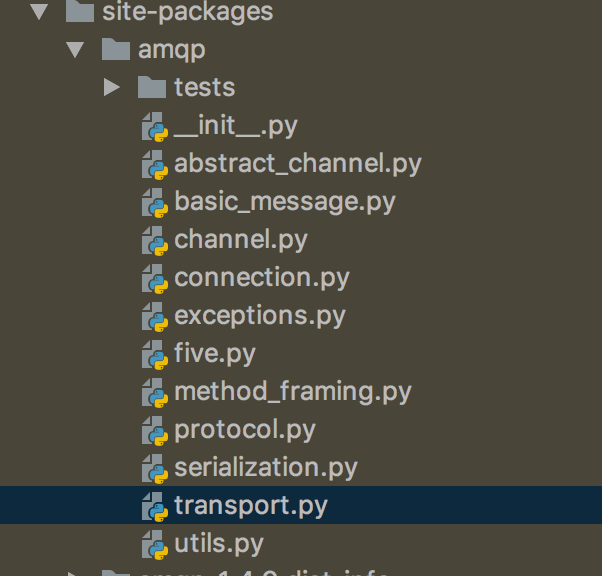 site-packages
amqp
tests
__init__.py
abstract_channel.py
basic_message.py
channel.py
connection.py
exceptions.py
five.py
method_framing.py
protocol.py
serialization.py
transport.py
utils.py